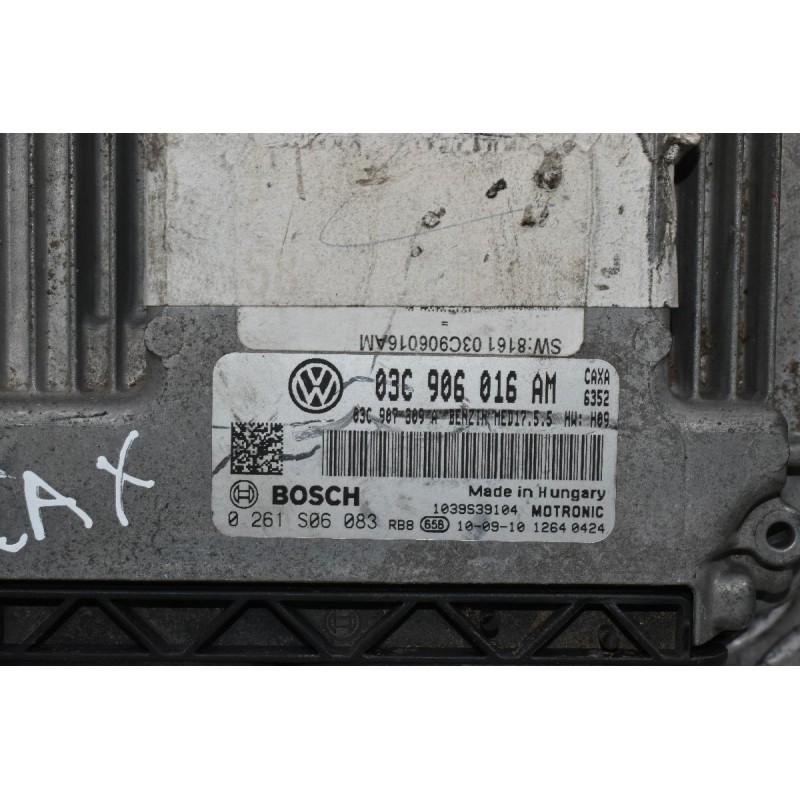 SW:8161 03C906016AM
03C 906 016 AM CAXA
6352
03C 907 309 A BENZIN MED17.5.5 HW: H09
BOSCH Made in Hungary
1039S39104 MOTRONIC
0 261 S06 083 RB8 658 10-09-10 1264 0424
CAX